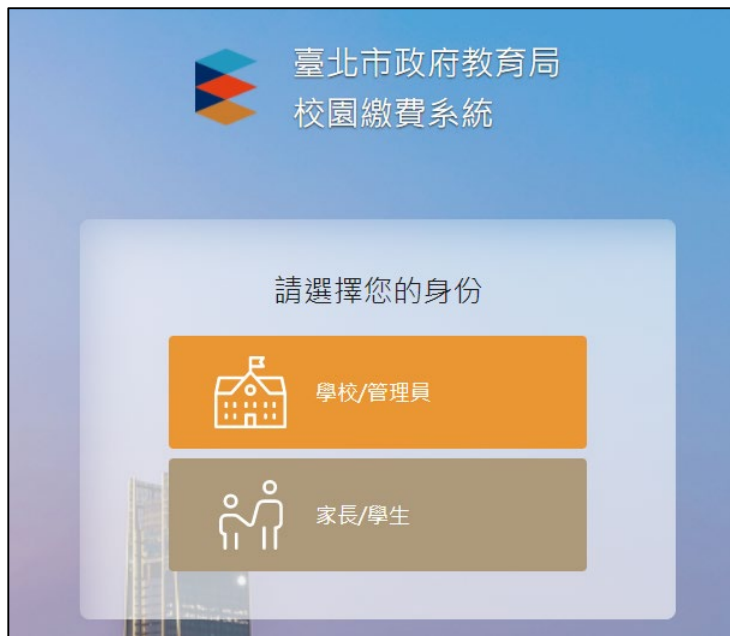 臺北市政府教育局
校園繳費系統
請選擇您的身份
學校/管理員
家長/學生